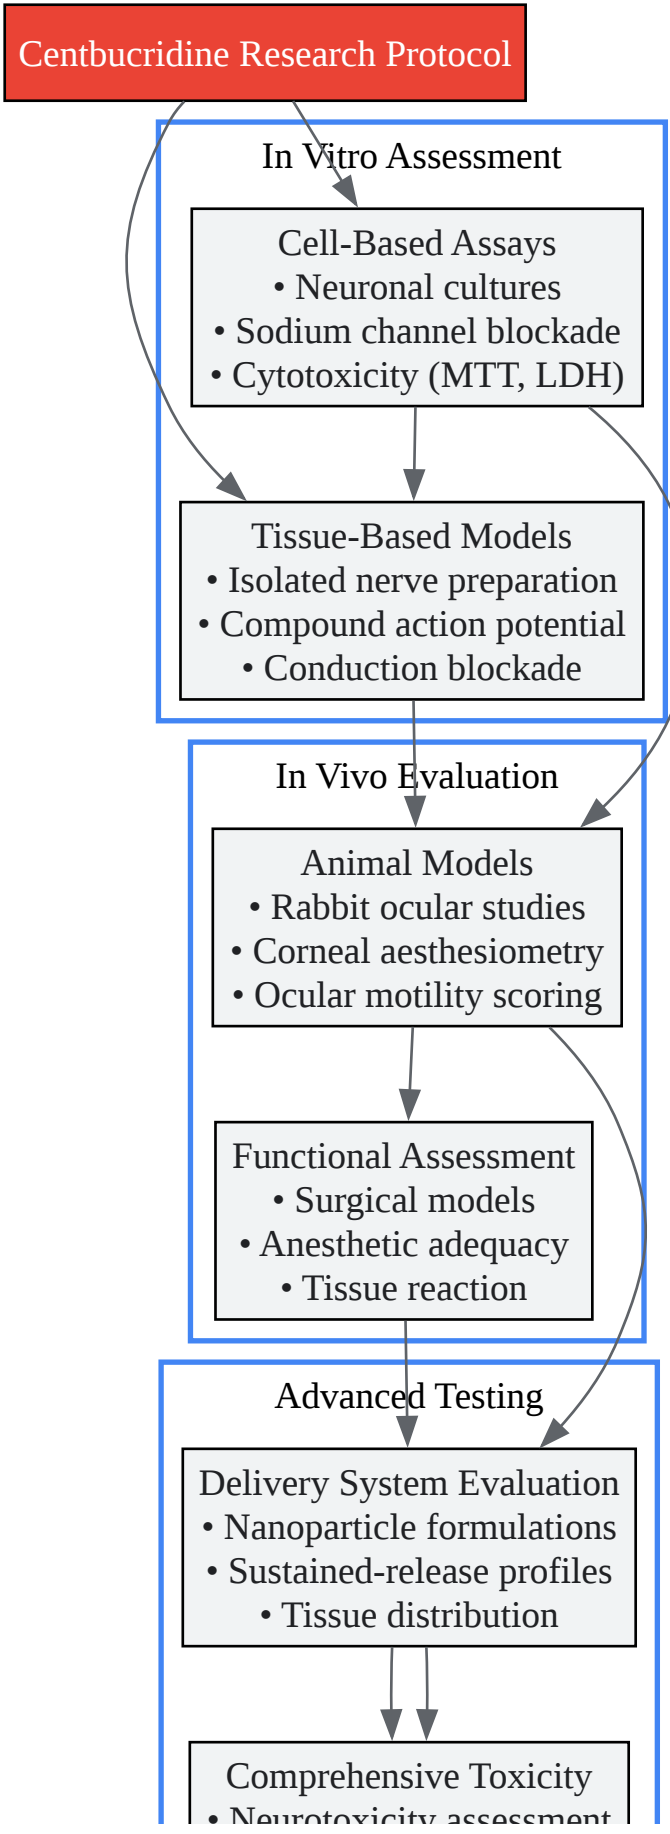 Centbucridine Research Protocol
In Vitro Assessment
Cell-Based Assays
• Neuronal cultures
• Sodium channel blockade
• Cytotoxicity (MTT, LDH)
Tissue-Based Models
• Isolated nerve preparation
• Compound action potential
• Conduction blockade
In Vivo Evaluation
Animal Models
• Rabbit ocular studies
• Corneal aesthesiometry
• Ocular motility scoring
Functional Assessment
• Surgical models
• Anesthetic adequacy
• Tissue reaction
Advanced Testing
Delivery System Evaluation
• Nanoparticle formulations
• Sustained-release profiles
• Tissue distribution
Comprehensive Toxicity
• Neurotoxicity assessment